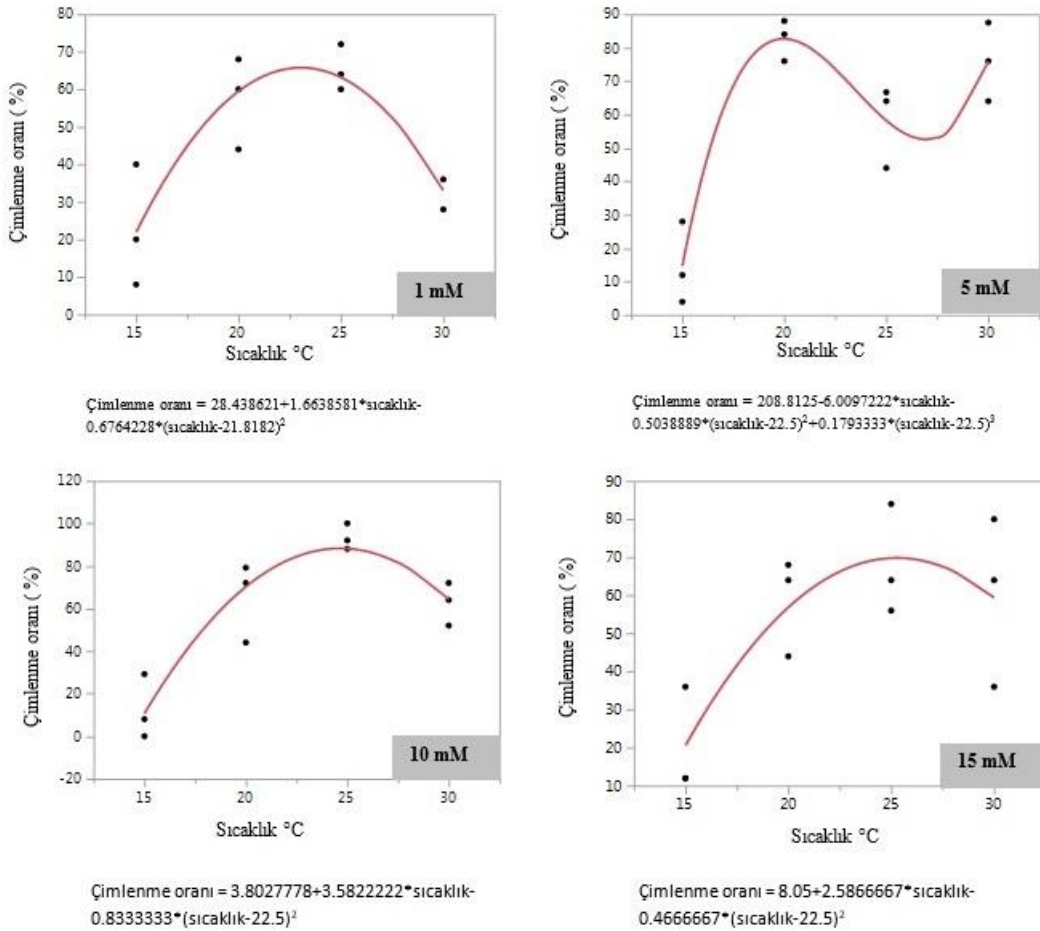 Çimlenme oranı ( %)
80
70
60
50
40
30
20
10
0
15
20
25
30
1 mM
Sıcaklık °C
Çimlenme oranı = 28.438621+1.6638581*sıcaklık-
0.6764228*(sıcaklık-21.8182)²
Çimlenme oranı ( %)
90
80
70
60
50
40
30
20
10
0
15
20
25
30
5 mM
Sıcaklık °C
Çimlenme oranı = 208.8125-6.0097222*sıcaklık-
0.5038889*(sıcaklık-22.5)²+0.1793333*(sıcaklık-22.5)³
Çimlenme oranı ( %)
120
100
80
60
40
20
0
-20
15
20
25
30
10 mM
Sıcaklık °C
Çimlenme oranı = 3.8027778+3.5822222*sıcaklık-
0.8333333*(sıcaklık-22.5)²
Çimlenme oranı ( %)
90
80
70
60
50
40
30
20
10
15
20
25
30
15 mM
Sıcaklık °C
Çimlenme oranı = 8.05+2.5866667*sıcaklık-
0.4666667*(sıcaklık-22.5)²